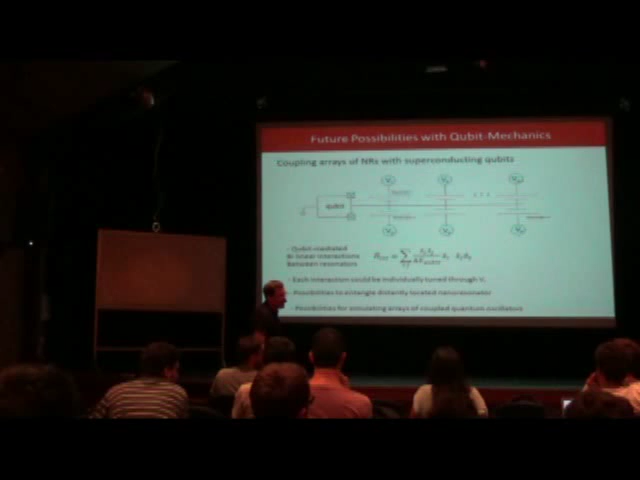 Future Possibilities with Qubit-Mechanics
Coupling arrays of NRs with superconducting qubits
qubit
- Qubit-mediated
Bi-linear interactions
Between resonators
- Each interaction could be individually tuned through Vᵢ
- Possibilities to entangle distantly located nanoresonator
- Possibilities for simulating arrays of coupled quantum oscillators